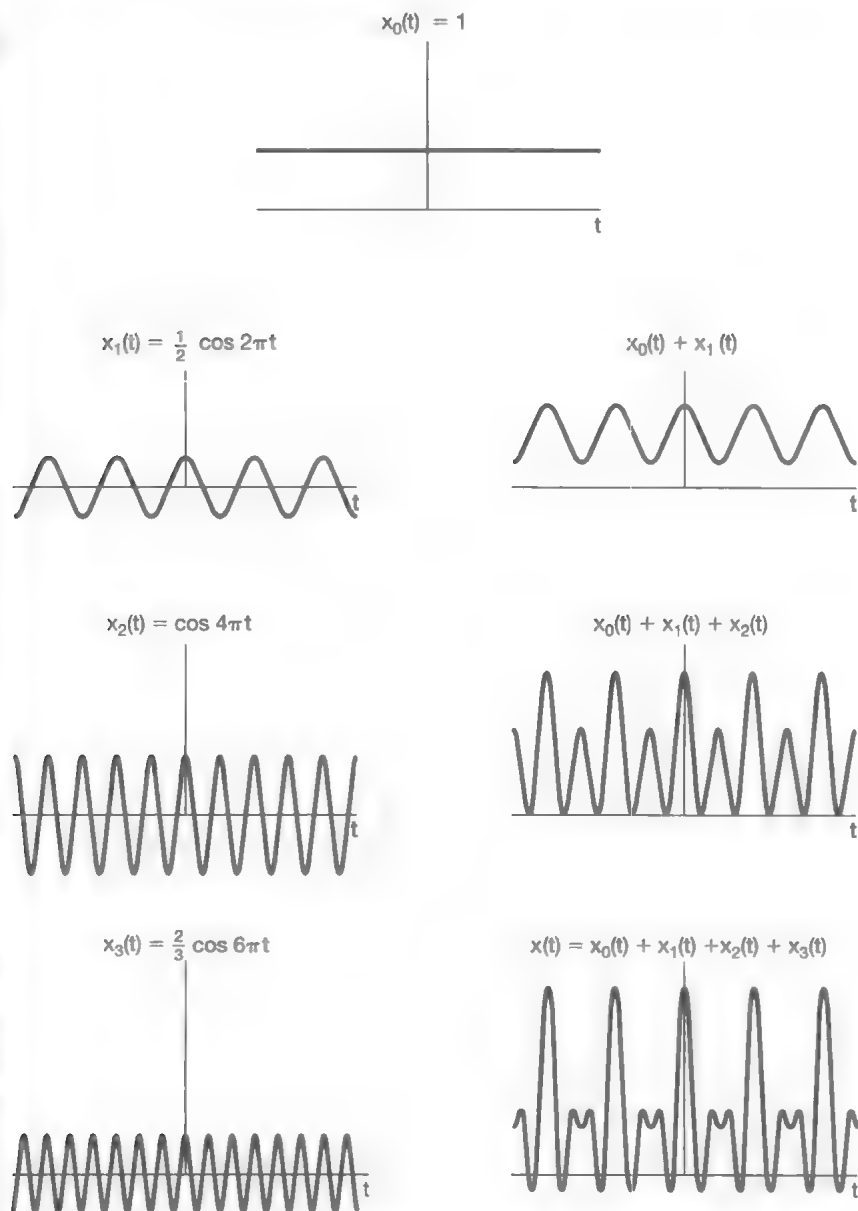 x₀(t) = 1
t
x₁(t) = 1/2 cos 2πt
x₀(t) + x₁ (t)
t
t
x₂(t) = cos 4πt
x₀(t) + x₁(t) + x₂(t)
t
t
x₃(t) = 2/3 cos 6πt
x(t) = x₀(t) + x₁(t) +x₂(t) + x₃(t)
t
t